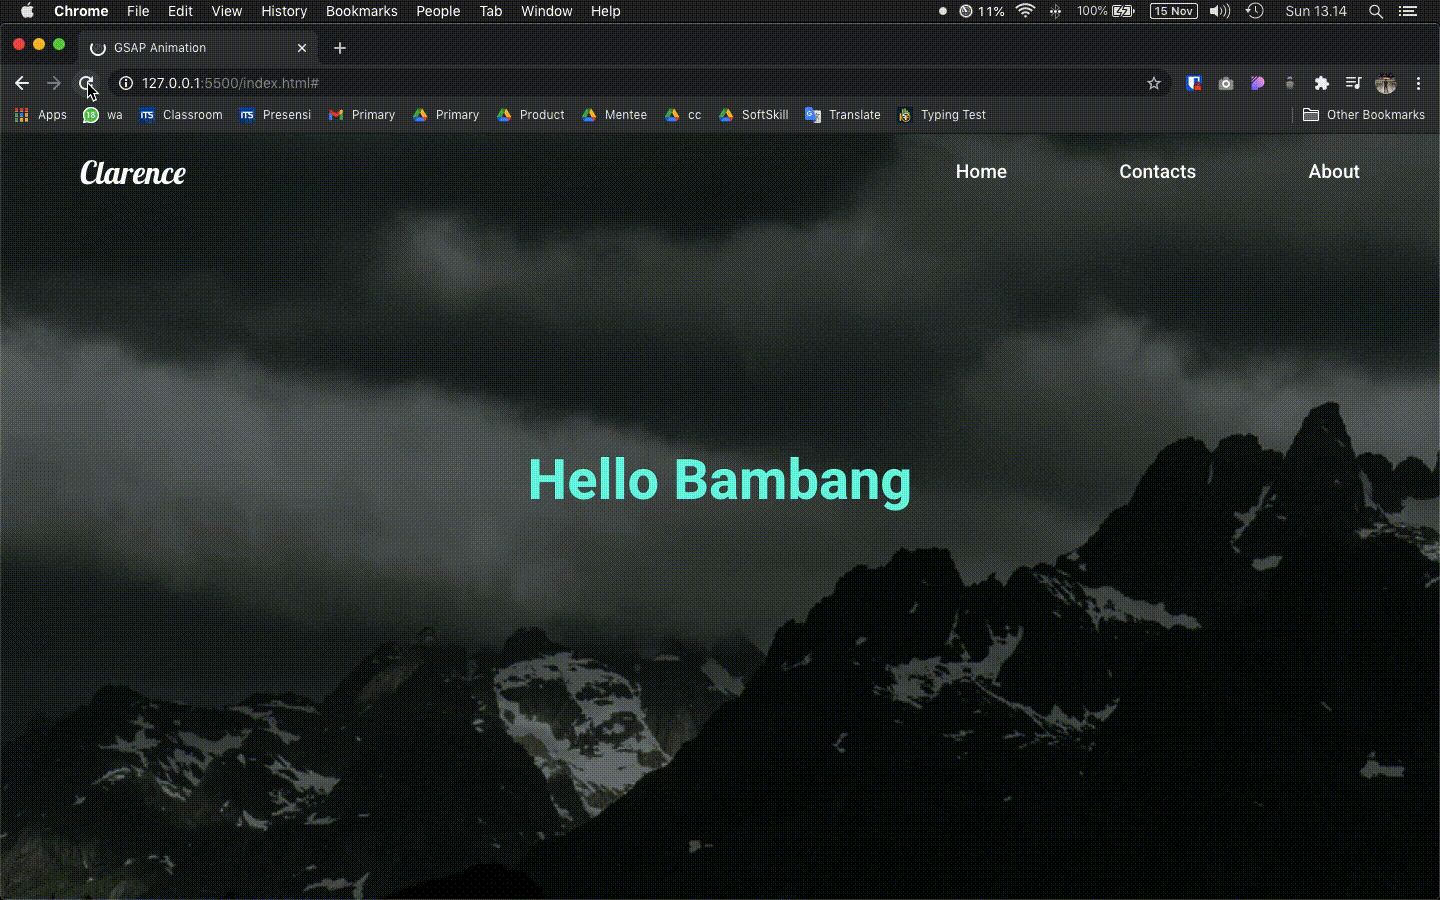 Chrome File Edit View History Bookmarks People Tab Window Help 11% 100% 15 Nov Sun 13.14
GSAP Animation
127.0.0.1:5500/index.html#
Apps 18 wa ITS Classroom ITS Presensi Primary Primary Product Mentee cc SoftSkill Translate Typing Test Other Bookmarks
Clarence Home Contacts About
Hello Bambang